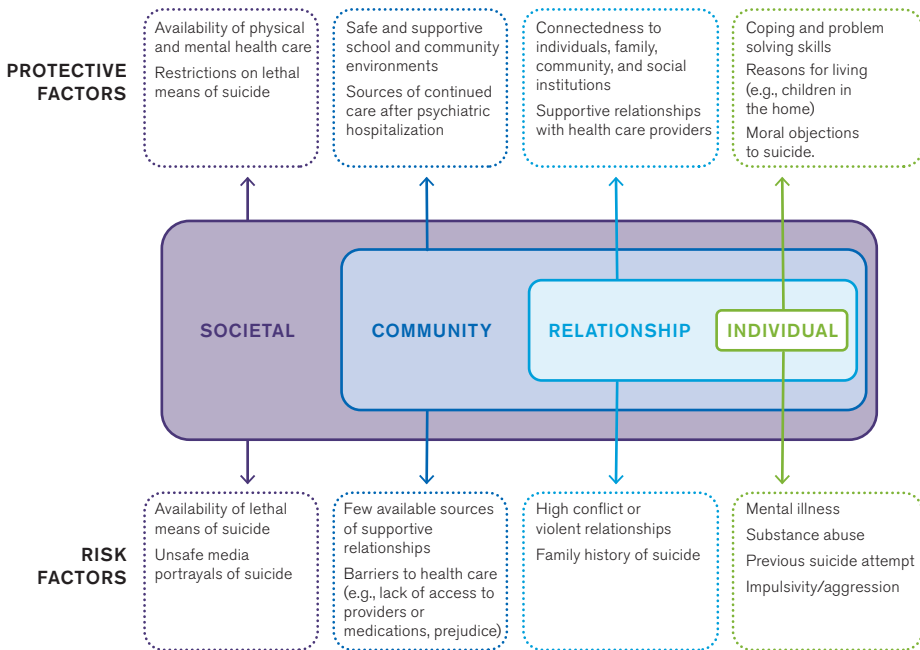 PROTECTIVE
FACTORS
Availability of physical
and mental health care
Restrictions on lethal
means of suicide
Safe and supportive
school and community
environments
Sources of continued
care after psychiatric
hospitalization
Connectedness to
individuals, family,
community, and social
institutions
Supportive relationships
with health care providers
Coping and problem
solving skills
Reasons for living
(e.g., children in
the home)
Moral objections
to suicide.
SOCIETAL
COMMUNITY
RELATIONSHIP
INDIVIDUAL
RISK
FACTORS
Availability of lethal
means of suicide
Unsafe media
portrayals of suicide
Few available sources
of supportive
relationships
Barriers to health care
(e.g., lack of access to
providers or
medications, prejudice)
High conflict or
violent relationships
Family history of suicide
Mental illness
Substance abuse
Previous suicide attempt
Impulsivity/aggression